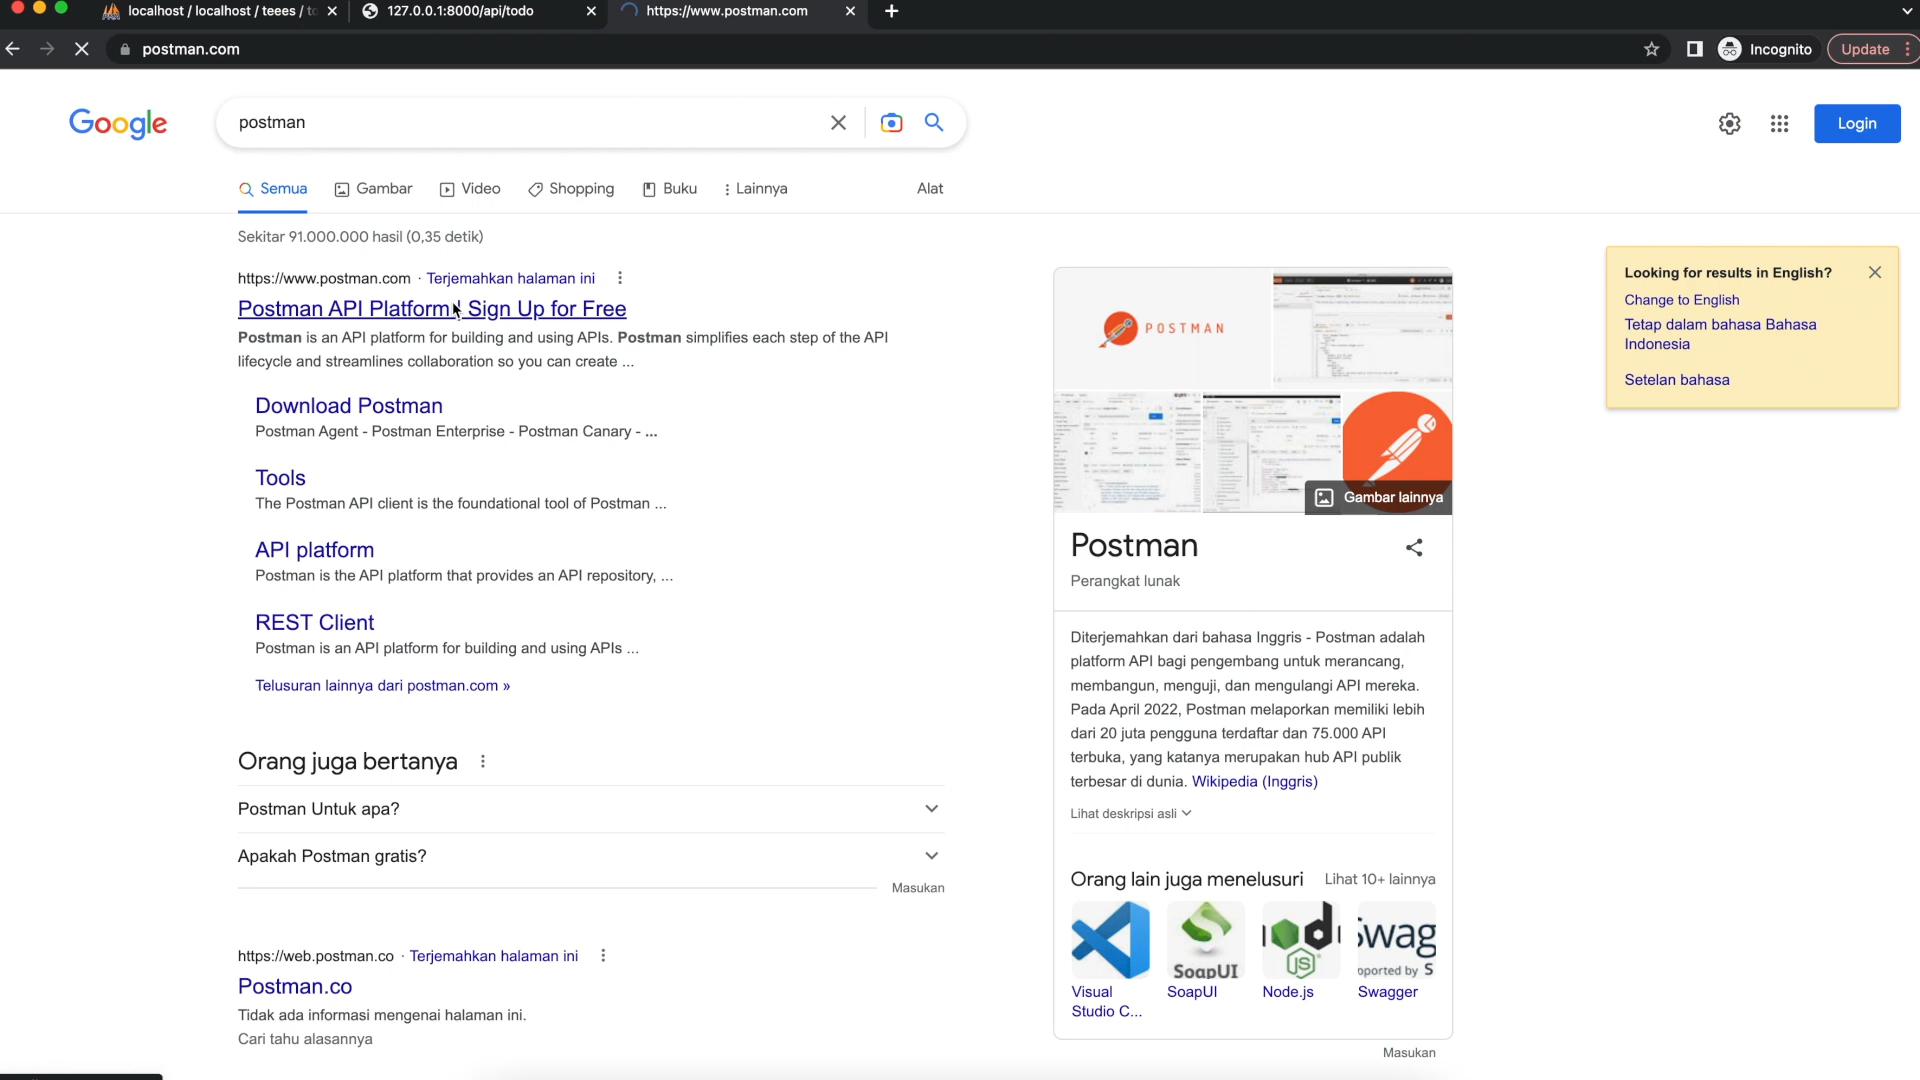 localhost / localhost / teees / to
127.0.0.1:8000/api/todo
https://www.postman.com
postman.com
Incognito
Update
Google
postman
Login
Semua
Gambar
Video
Shopping
Buku
Lainnya
Alat
Sekitar 91.000.000 hasil (0,35 detik)
https://www.postman.com · Terjemahkan halaman ini
Postman API Platform | Sign Up for Free
Postman is an API platform for building and using APIs. Postman simplifies each step of the API
lifecycle and streamlines collaboration so you can create ...
Download Postman
Postman Agent - Postman Enterprise - Postman Canary - ...
Tools
The Postman API client is the foundational tool of Postman ...
API platform
Postman is the API platform that provides an API repository, ...
REST Client
Postman is an API platform for building and using APIs ...
Telusuran lainnya dari postman.com »
Orang juga bertanya
Postman Untuk apa?
Apakah Postman gratis?
Masukan
https://web.postman.co · Terjemahkan halaman ini
Postman.co
Tidak ada informasi mengenai halaman ini.
Cari tahu alasannya
POSTMAN
Gambar lainnya
Postman
Perangkat lunak
Diterjemahkan dari bahasa Inggris - Postman adalah
platform API bagi pengembang untuk merancang,
membangun, menguji, dan mengulangi API mereka.
Pada April 2022, Postman melaporkan memiliki lebih
dari 20 juta pengguna terdaftar dan 75.000 API
terbuka, yang katanya merupakan hub API publik
terbesar di dunia. Wikipedia (Inggris)
Lihat deskripsi asli
Orang lain juga menelusuri
Lihat 10+ lainnya
SoapUI
JS
Swag
pported by S
Visual
Studio C...
SoapUI
Node.js
Swagger
Masukan
Looking for results in English?
Change to English
Tetap dalam bahasa Bahasa
Indonesia
Setelan bahasa